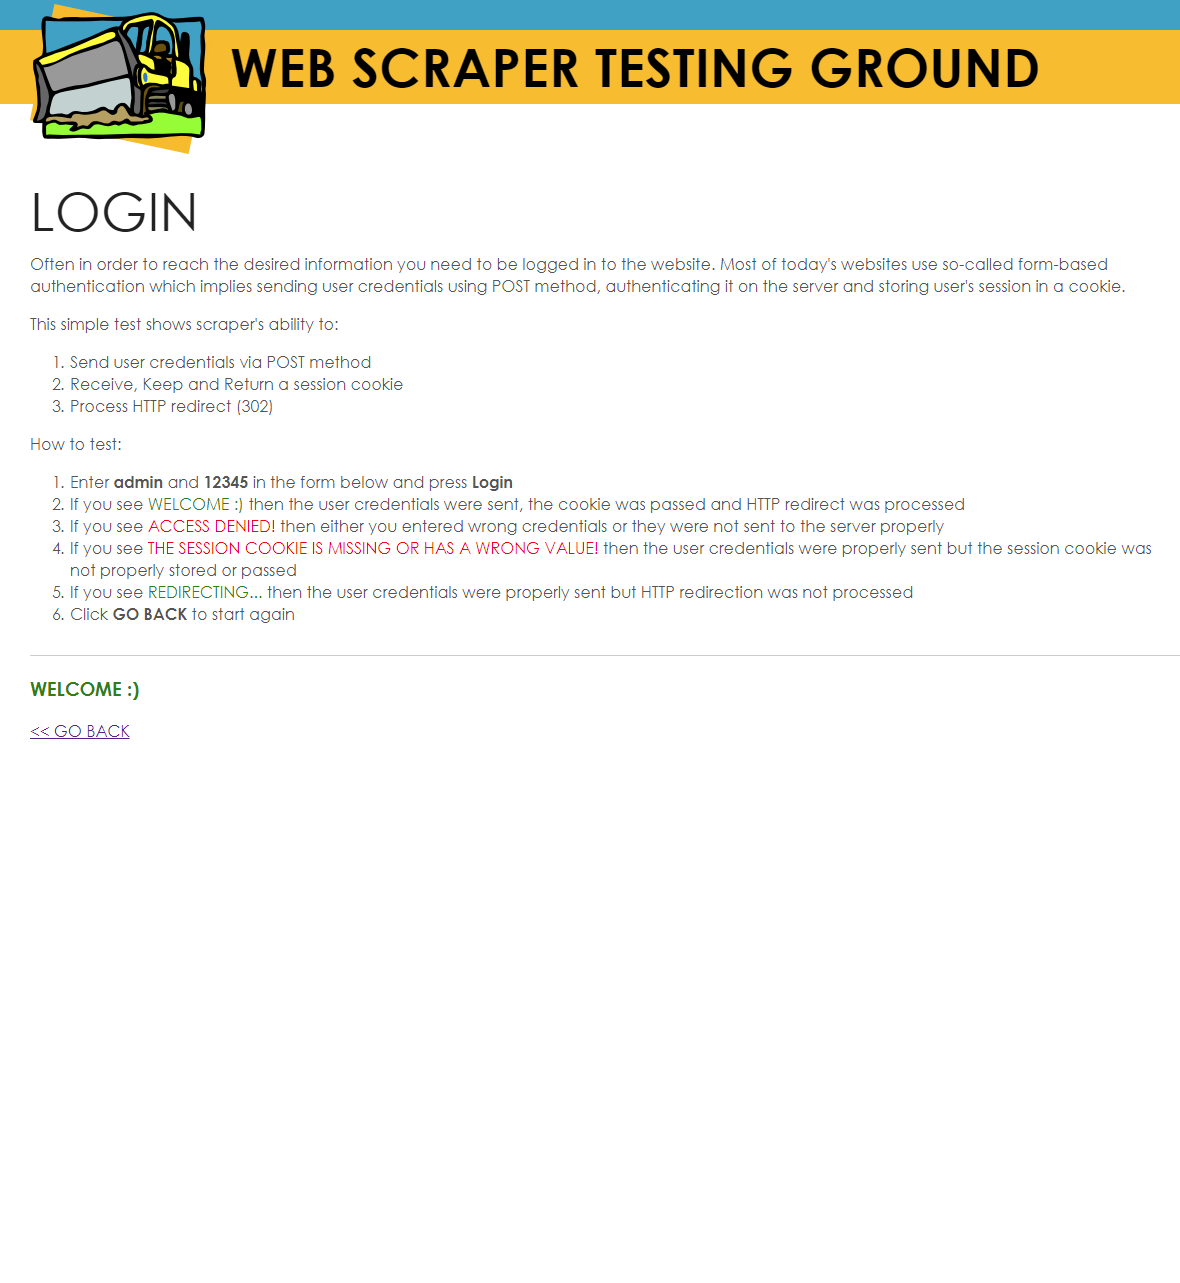 WEB SCRAPER TESTING GROUND
LOGIN
Often in order to reach the desired information you need to be logged in to the website. Most of today's websites use so-called form-based
authentication which implies sending user credentials using POST method, authenticating it on the server and storing user's session in a cookie.
This simple test shows scraper's ability to:
1. Send user credentials via POST method
2. Receive, Keep and Return a session cookie
3. Process HTTP redirect (302)
How to test:
1. Enter admin and 12345 in the form below and press Login
2. If you see WELCOME :) then the user credentials were sent, the cookie was passed and HTTP redirect was processed
3. If you see ACCESS DENIED! then either you entered wrong credentials or they were not sent to the server properly
4. If you see THE SESSION COOKIE IS MISSING OR HAS A WRONG VALUE! then the user credentials were properly sent but the session cookie was
not properly stored or passed
5. If you see REDIRECTING... then the user credentials were properly sent but HTTP redirection was not processed
6. Click GO BACK to start again
WELCOME :)
<< GO BACK